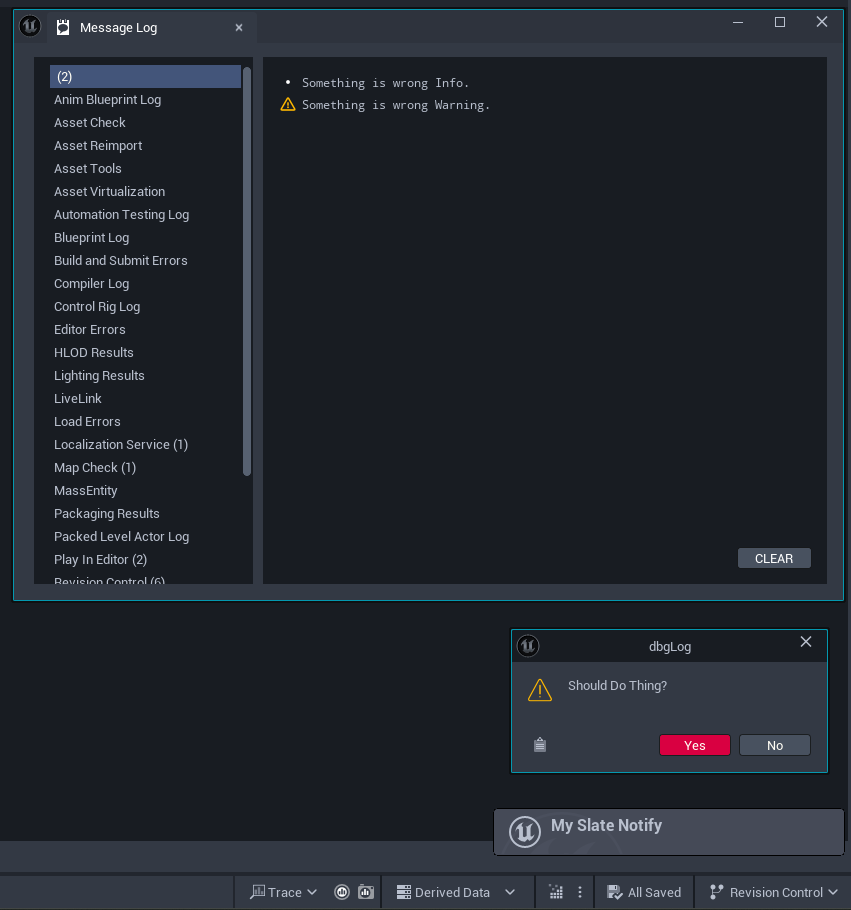 Message Log
(2)
Anim Blueprint Log
Asset Check
Asset Reimport
Asset Tools
Asset Virtualization
Automation Testing Log
Blueprint Log
Build and Submit Errors
Compiler Log
Control Rig Log
Editor Errors
HLOD Results
Lighting Results
LiveLink
Load Errors
Localization Service (1)
Map Check (1)
MassEntity
Packaging Results
Packed Level Actor Log
Play In Editor (2)
Revision Control (6)
Something is wrong Info.
Something is wrong Warning.
CLEAR
dbgLog
Should Do Thing?
Yes
No
My Slate Notify
Trace
Derived Data
All Saved
Revision Control